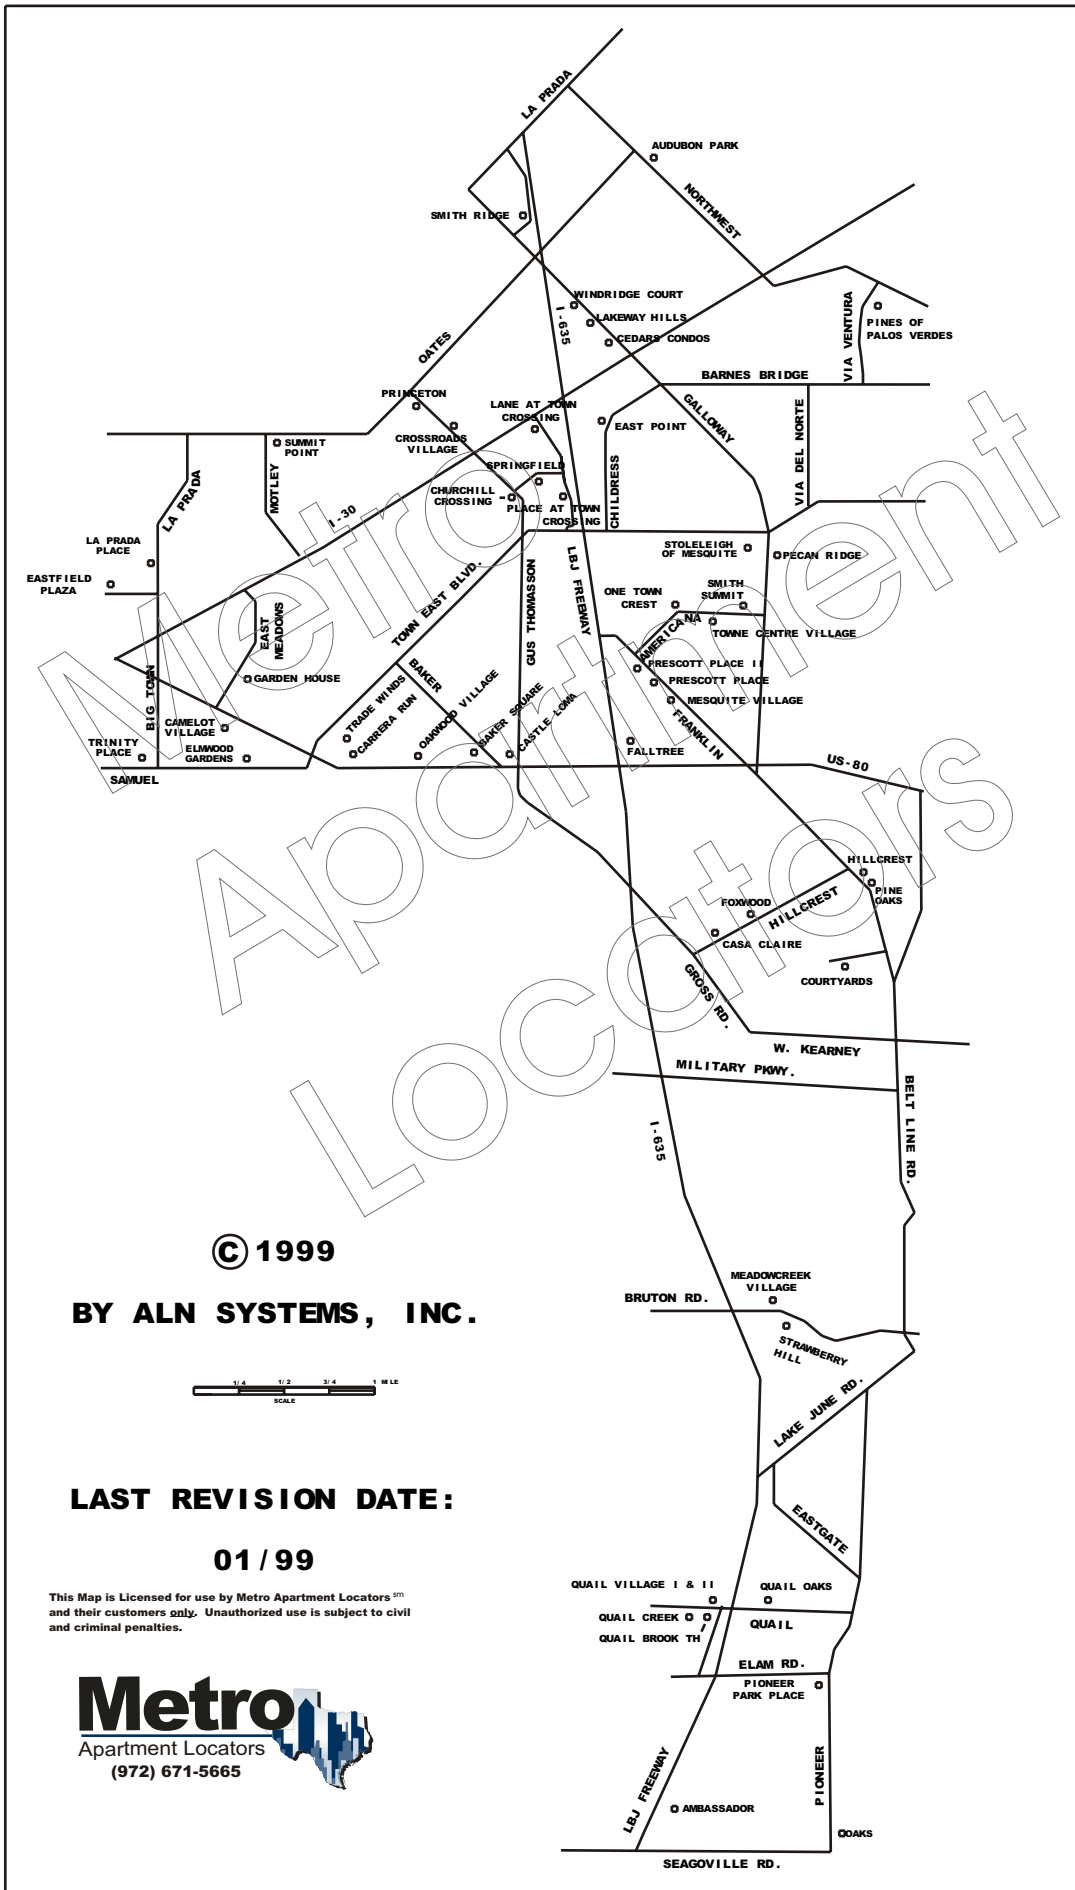 LA PRADA
AUDUBON PARK
NORTHWEST
SMITH RIDGE
WINDRIDGE COURT
I-635
LAKEWAY HILLS
CEDARS CONDOS
VIA VENTURA
PINES OF
PALOS VERDES
OATES
BARNES BRIDGE
PRINCETON
LANE AT TOWN
CROSSING
GALLOWAY
VIA DEL NORTE
EAST POINT
CROSSROADS
VILLAGE
SUMMIT
POINT
LA PRADA
MOTLEY
SPRINGFIELD
CHILDRESS
CHURCHILL
CROSSING
PLACE AT TOWN
CROSSING
I-30
LA PRADA
PLACE
STOLELEIGH
OF MESQUITE
PECAN RIDGE
EASTFIELD
PLAZA
LBJ FREEWAY
GUS THOMASSON
TOWN EAST BLVD.
ONE TOWN
CREST
SMITH
SUMMIT
EAST
MEADOWS
AMERICANA
TOWNE CENTRE VILLAGE
BAKER
PRESCOTT PLACE II
GARDEN HOUSE
PRESCOTT PLACE
BIG TOWN
TRADE WINDS
CARRERA RUN
OAKWOOD VILLAGE
BAKER SQUARE
CASTLE LOMA
MESQUITE VILLAGE
FRANKLIN
CAMELOT
VILLAGE
TRINITY
PLACE
ELMWOOD
GARDENS
FALLTREE
US-80
SAMUEL
HILLCREST
PINE
OAKS
FOXWOOD
HILLCREST
CASA CLAIRE
COURTYARDS
GROSS RD.
W. KEARNEY
MILITARY PKWY.
BELT LINE RD.
I-635
Metro
Apartment
Locators
© 1999
BY ALN SYSTEMS, INC.
MEADOWCREEK
VILLAGE
BRUTON RD.
STRAWBERRY
HILL
1/4 1/2 3/4 1 MILE
SCALE
LAKE JUNE RD.
LAST REVISION DATE:
01/99
EASTGATE
QUAIL VILLAGE I & II
QUAIL OAKS
QUAIL CREEK
QUAIL
QUAIL BROOK TH
ELAM RD.
PIONEER
PARK PLACE
PIONEER
LBJ FREEWAY
AMBASSADOR
OAKS
SEAGOVILLE RD.
This Map is Licensed for use by Metro Apartment Locators sm
and their customers only. Unauthorized use is subject to civil
and criminal penalties.
Metro
Apartment Locators
(972) 671-5665